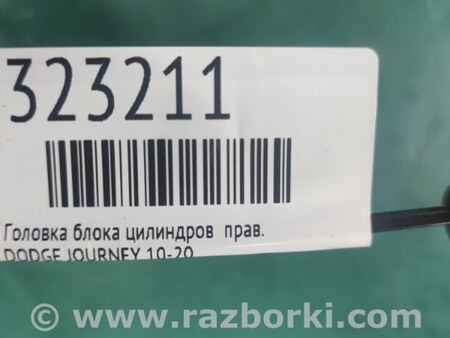 323211
Головка блока цилиндров прав.
DODGE JOURNEY 10-20
© www.razborki.com